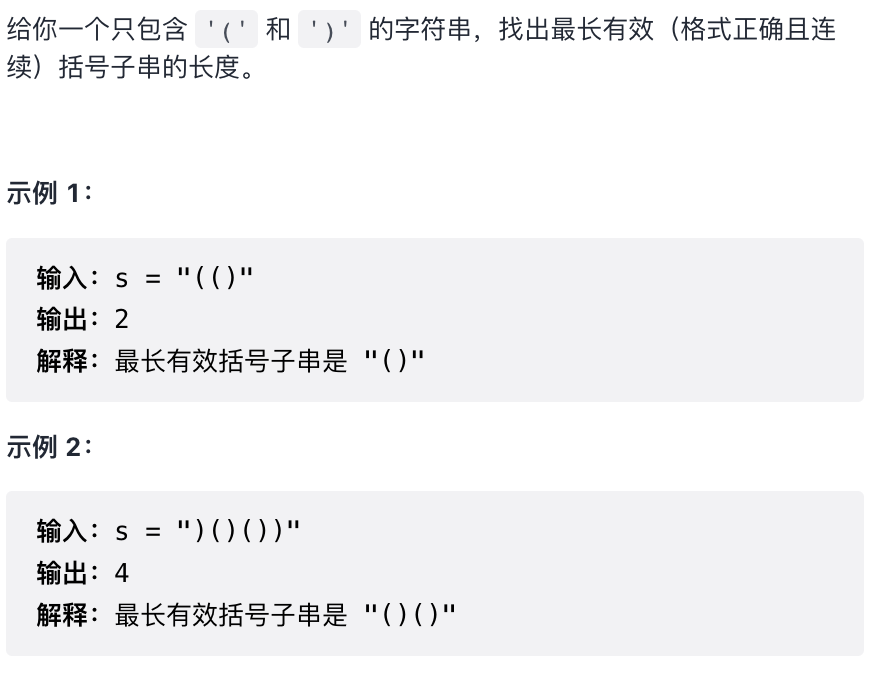 给你一个只包含 '(' 和 ')' 的字符串，找出最长有效（格式正确且连
续）括号子串的长度。
示例 1：
输入：s = "(()"
输出：2
解释：最长有效括号子串是 "()"
示例 2：
输入：s = ")()())"
输出：4
解释：最长有效括号子串是 "()()"